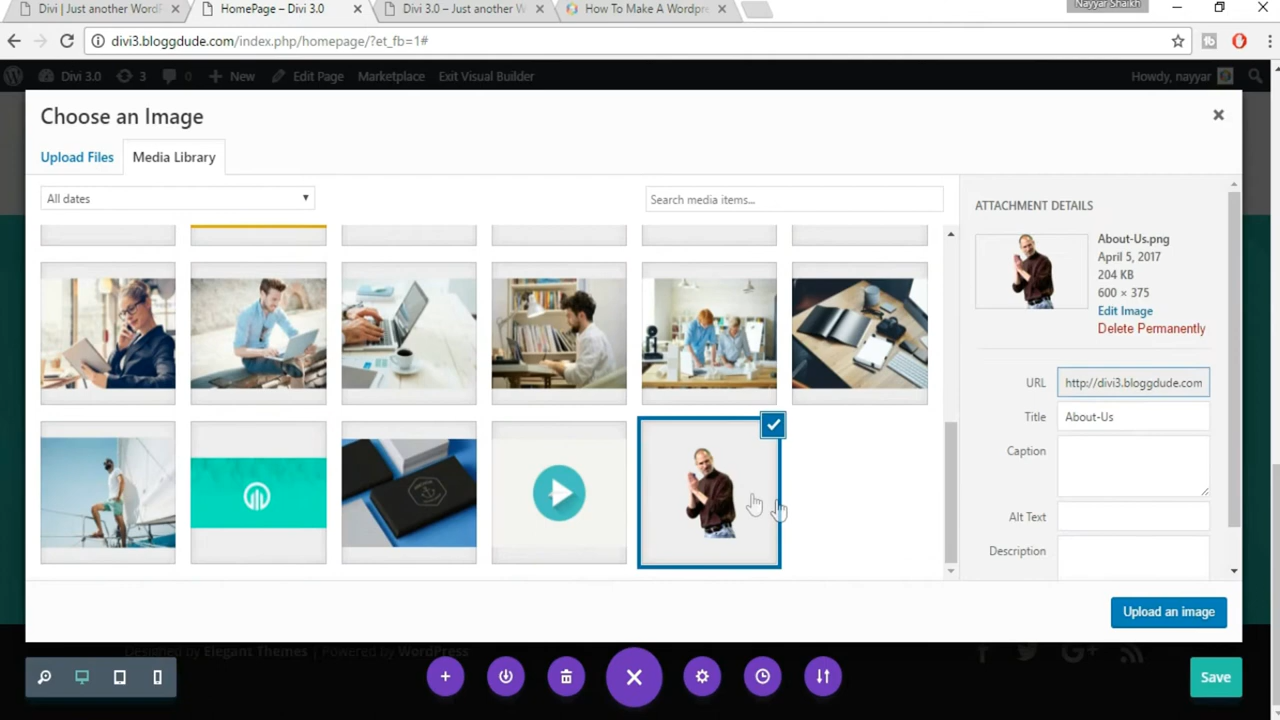 Divi | Just another WordP
HomePage – Divi 3.0
Divi 3.0 – Just another W
How To Make A Wordpre
Nayyar Shaikh
divi3.bloggdude.com/index.php/homepage/?et_fb=1#
Divi 3.0
3
0
New
Edit Page
Marketplace
Exit Visual Builder
Howdy, nayyar
Choose an Image
Upload Files
Media Library
All dates
Search media items...
ATTACHMENT DETAILS
About-Us.png
April 5, 2017
204 KB
600 × 375
Edit Image
Delete Permanently
URL
http://divi3.bloggdude.com
Title
About-Us
Caption
Alt Text
Description
Upload an image
Designed by Elegant Themes | Powered by WordPress
Save